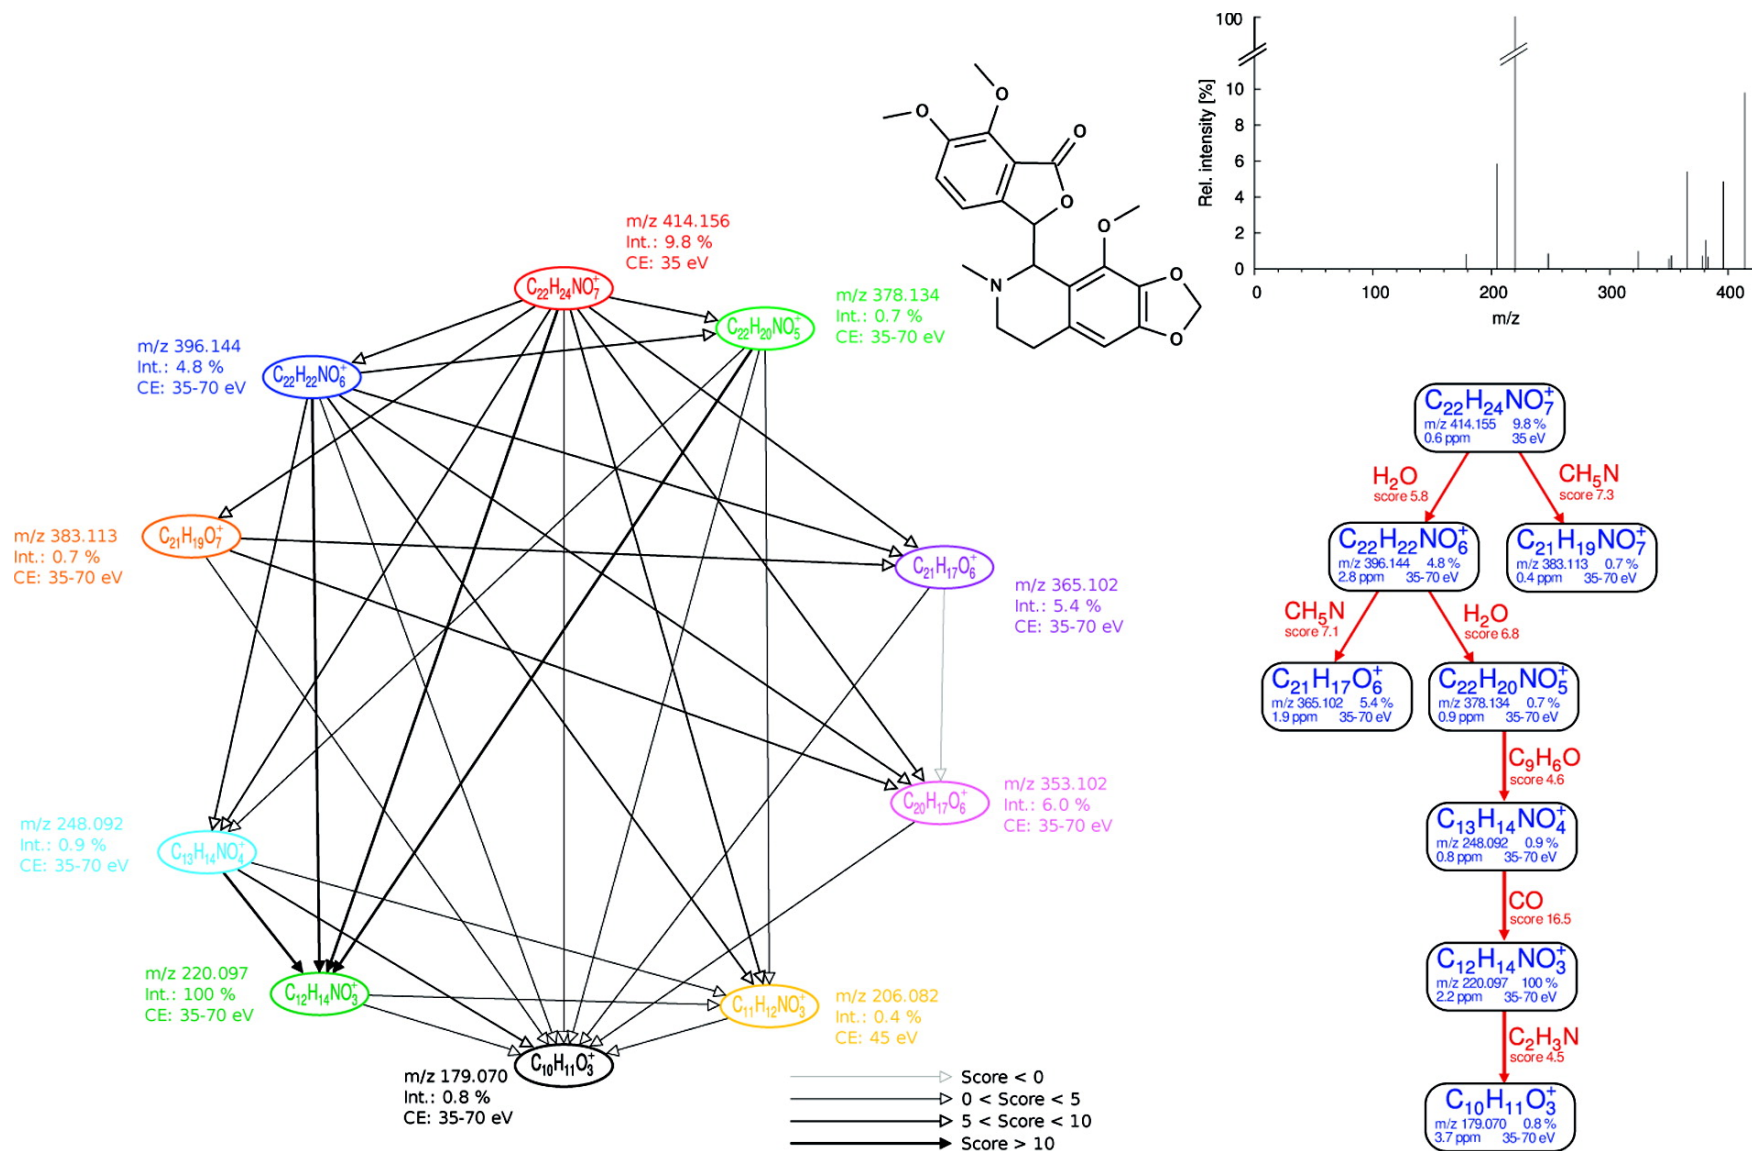 m/z 414.156
Int.: 9.8 %
CE: 35 eV
C₂₂H₂₄NO₇⁺
m/z 378.134
Int.: 0.7 %
CE: 35-70 eV
C₂₂H₂₀NO₅⁺
m/z 396.144
Int.: 4.8 %
CE: 35-70 eV
C₂₂H₂₂NO₆⁺
m/z 383.113
Int.: 0.7 %
CE: 35-70 eV
C₂₁H₁₉O₇⁺
C₂₁H₁₇O₆⁺
m/z 365.102
Int.: 5.4 %
CE: 35-70 eV
C₂₀H₁₇O₆⁺
m/z 353.102
Int.: 6.0 %
CE: 35-70 eV
m/z 248.092
Int.: 0.9 %
CE: 35-70 eV
C₁₃H₁₄NO₄⁺
m/z 220.097
Int.: 100 %
CE: 35-70 eV
C₁₂H₁₄NO₃⁺
C₁₁H₁₂NO₃⁺
m/z 206.082
Int.: 0.4 %
CE: 45 eV
C₁₀H₁₁O₃⁺
m/z 179.070
Int.: 0.8 %
CE: 35-70 eV
Score < 0
0 < Score < 5
5 < Score < 10
Score > 10
O
O
O
O
O
N
O
O
Rel. intensity [%]
100
10
8
6
4
2
0
0 100 200 300 400
m/z
C₂₂H₂₄NO₇⁺
m/z 414.155 9.8 %
0.6 ppm 35 eV
H₂O
score 5.8
CH₅N
score 7.3
C₂₂H₂₂NO₆⁺
m/z 396.144 4.8 %
2.8 ppm 35-70 eV
C₂₁H₁₉NO₇⁺
m/z 383.113 0.7 %
0.4 ppm 35-70 eV
CH₅N
score 7.1
H₂O
score 6.8
C₂₁H₁₇O₆⁺
m/z 365.102 5.4 %
1.9 ppm 35-70 eV
C₂₂H₂₀NO₅⁺
m/z 378.134 0.7 %
0.9 ppm 35-70 eV
C₉H₆O
score 4.6
C₁₃H₁₄NO₄⁺
m/z 248.092 0.9 %
0.8 ppm 35-70 eV
CO
score 16.5
C₁₂H₁₄NO₃⁺
m/z 220.097 100 %
2.2 ppm 35-70 eV
C₂H₃N
score 4.5
C₁₀H₁₁O₃⁺
m/z 179.070 0.8 %
3.7 ppm 35-70 eV